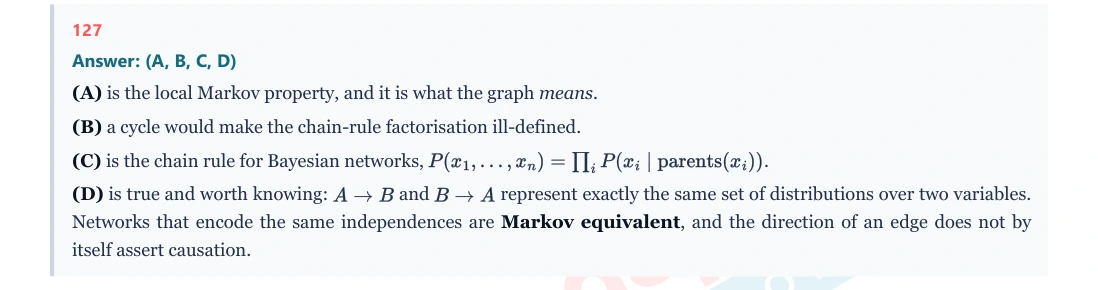 127
Answer: (A, B, C, D)
(A) is the local Markov property, and it is what the graph means.
(B) a cycle would make the chain-rule factorisation ill-defined.
(C) is the chain rule for Bayesian networks, P(x₁, . . . , xₙ) = ∏ᵢ P(xᵢ | parents(xᵢ)).
(D) is true and worth knowing: A → B and B → A represent exactly the same set of distributions over two variables.
Networks that encode the same independences are Markov equivalent, and the direction of an edge does not by
itself assert causation.